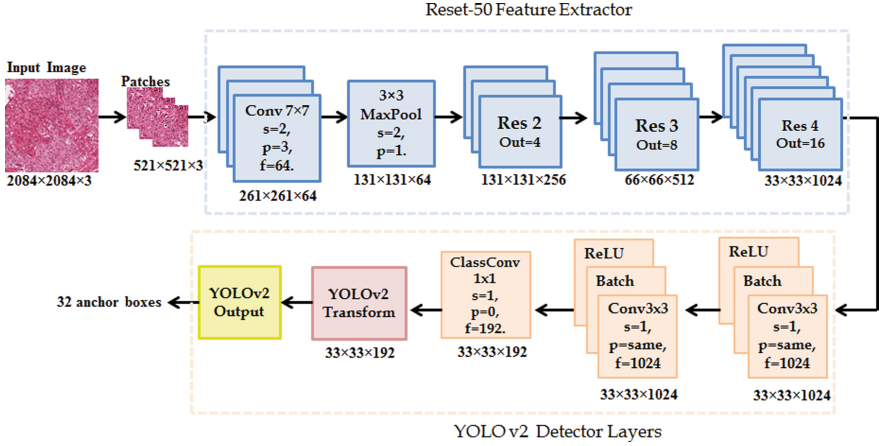 Reset-50 Feature Extractor
Input Image
Patches
2084×2084×3
521×521×3
Conv 7×7
s=2,
p=3,
f=64.
261×261×64
3×3
MaxPool
s=2,
p=1.
131×131×64
Res 2
Out=4
131×131×256
Res 3
Out=8
66×66×512
Res 4
Out=16
33×33×1024
ReLU
Batch
Conv3x3
s=1,
p=same,
f=1024
33×33×1024
ReLU
Batch
Conv3x3
s=1,
p=same,
f=1024
33×33×1024
ClassConv
1x1
s=1,
p=0,
f=192.
33×33×192
YOLOv2
Transform
33×33×192
YOLOv2
Output
32 anchor boxes
YOLO v2 Detector Layers